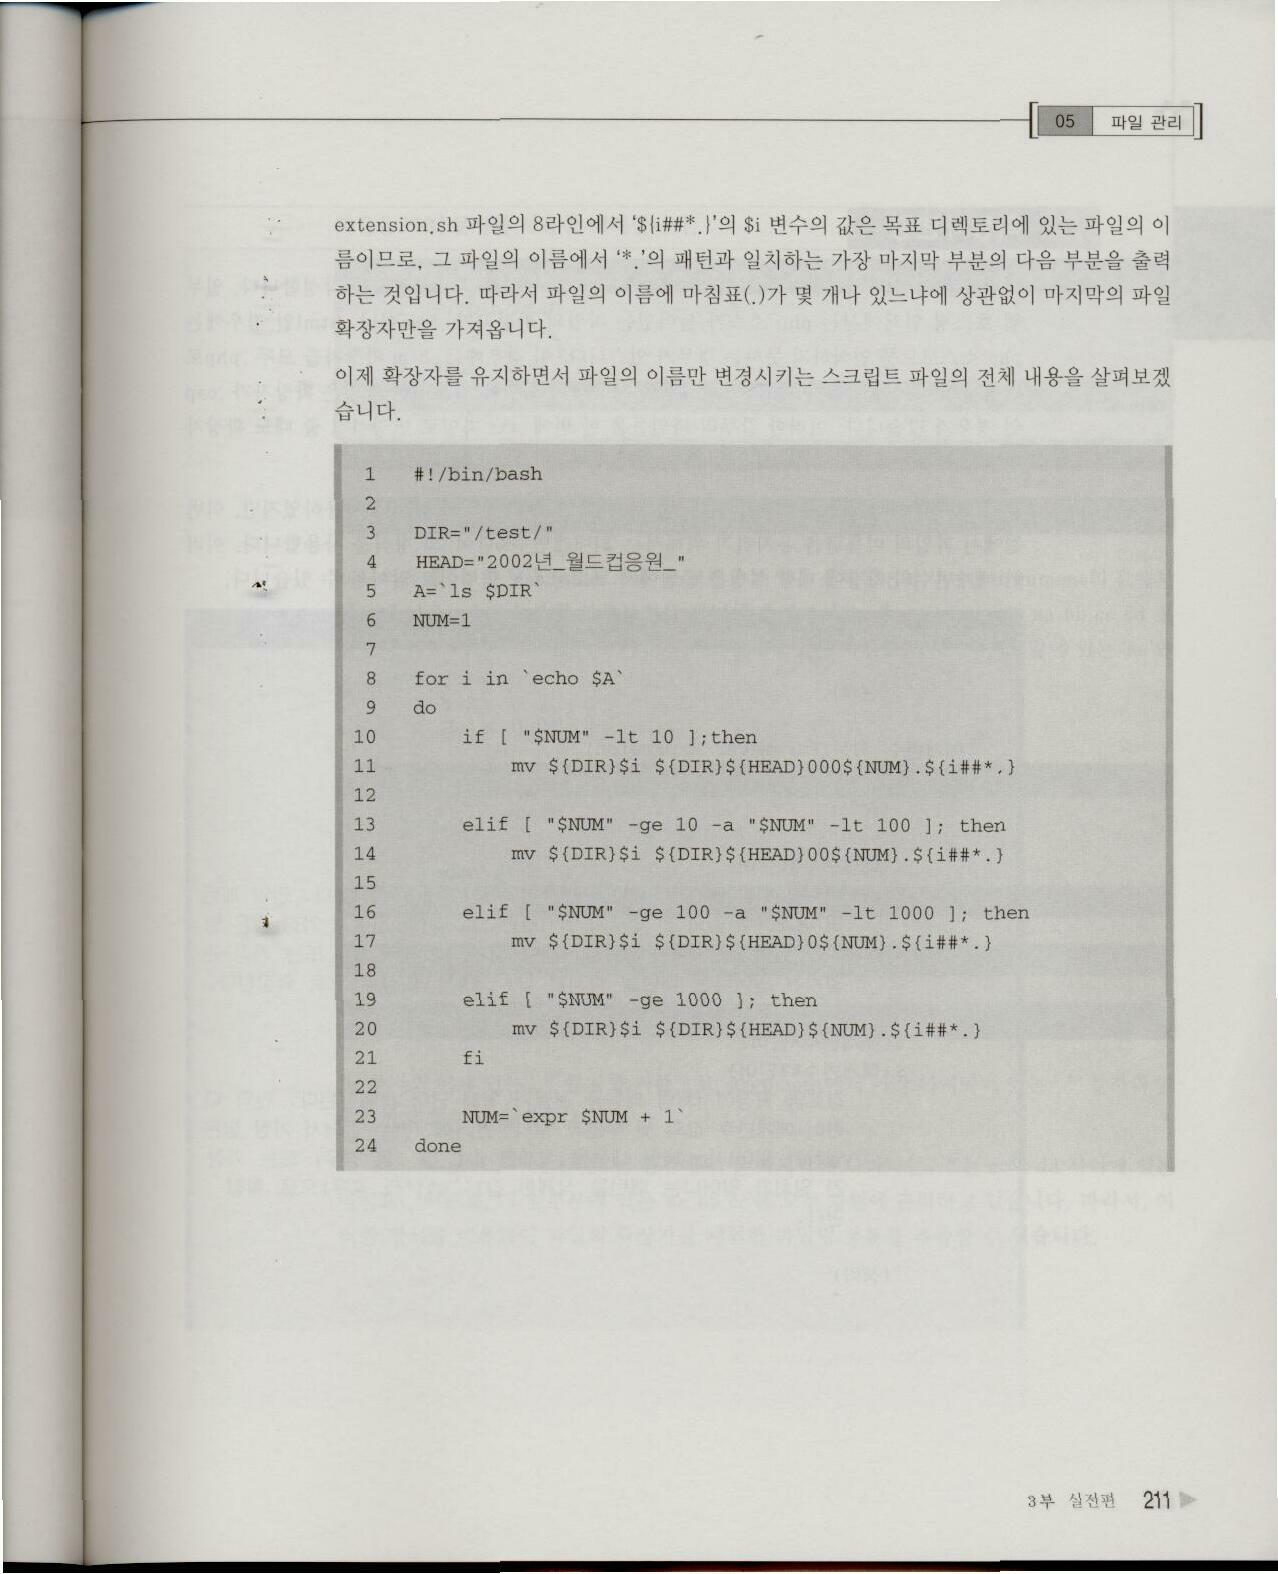 05 파일 관리
extension.sh 파일의 8라인에서 ‘${i##*.}’의 $i 변수의 값은 목표 디렉토리에 있는 파일의 이
름이므로, 그 파일의 이름에서 ‘*.’의 패턴과 일치하는 가장 마지막 부분의 다음 부분을 출력
하는 것입니다. 따라서 파일의 이름에 마침표(.)가 몇 개나 있느냐에 상관없이 마지막의 파일
확장자만을 가져옵니다.
이제 확장자를 유지하면서 파일의 이름만 변경시키는 스크립트 파일의 전체 내용을 살펴보겠
습니다.
1 #!/bin/bash
2
3 DIR="/test/"
4 HEAD="2002년_월드컵응원_"
5 A=`ls $DIR`
6 NUM=1
7
8 for i in `echo $A`
9 do
10 if [ "$NUM" -lt 10 ];then
11 mv ${DIR}$i ${DIR}${HEAD}000${NUM}.${i##*.}
12
13 elif [ "$NUM" -ge 10 -a "$NUM" -lt 100 ]; then
14 mv ${DIR}$i ${DIR}${HEAD}00${NUM}.${i##*.}
15
16 elif [ "$NUM" -ge 100 -a "$NUM" -lt 1000 ]; then
17 mv ${DIR}$i ${DIR}${HEAD}0${NUM}.${i##*.}
18
19 elif [ "$NUM" -ge 1000 ]; then
20 mv ${DIR}$i ${DIR}${HEAD}${NUM}.${i##*.}
21 fi
22
23 NUM=`expr $NUM + 1`
24 done
3부 실전편 211